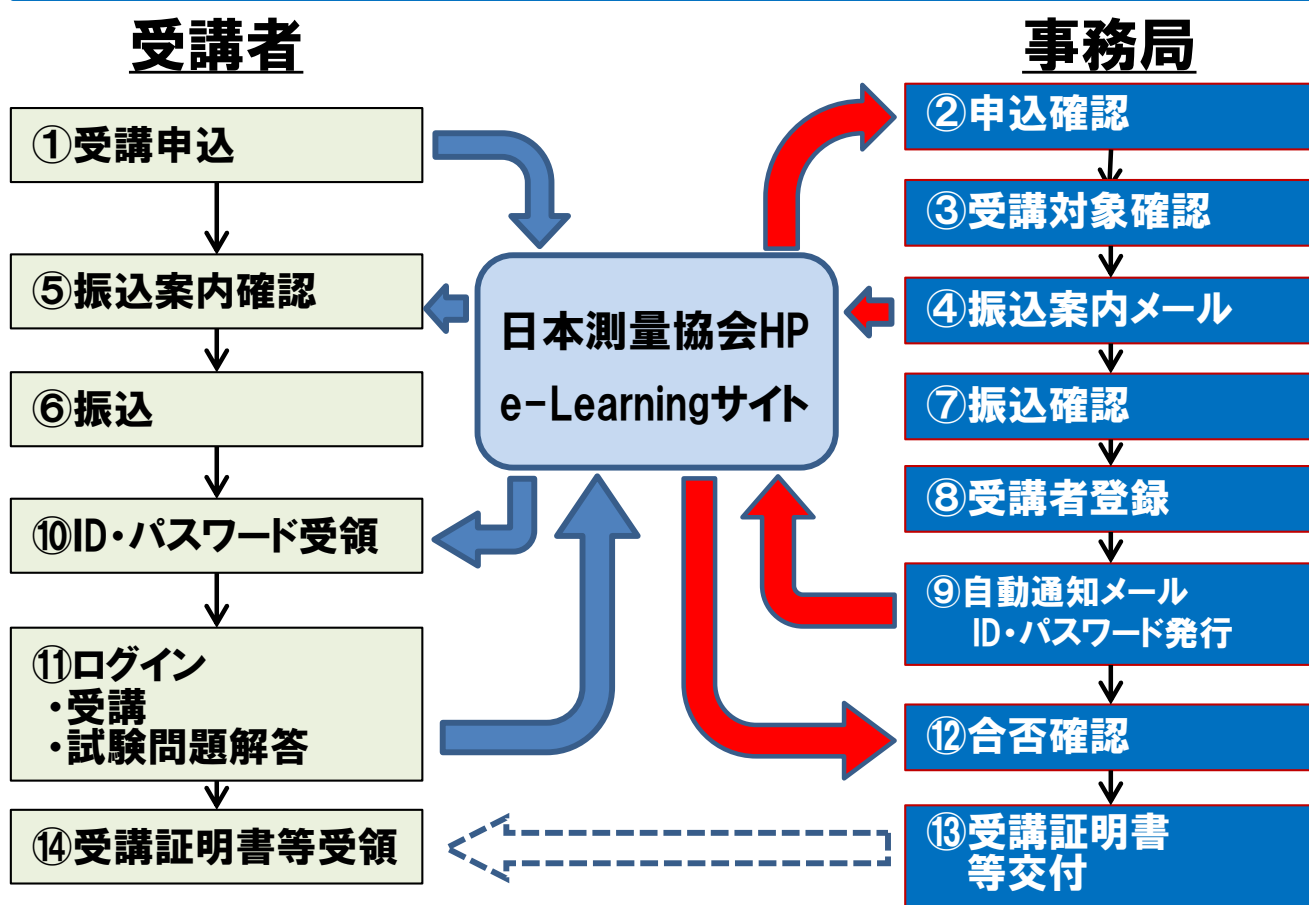 受講者
①受講申込
⑤振込案内確認
⑥振込
⑩ID・パスワード受領
⑪ログイン
・受講
・試験問題解答
⑭受講証明書等受領
日本測量協会HP
e-Learningサイト
事務局
②申込確認
③受講対象確認
④振込案内メール
⑦振込確認
⑧受講者登録
⑨自動通知メール
ID・パスワード発行
⑫合否確認
⑬受講証明書
等交付